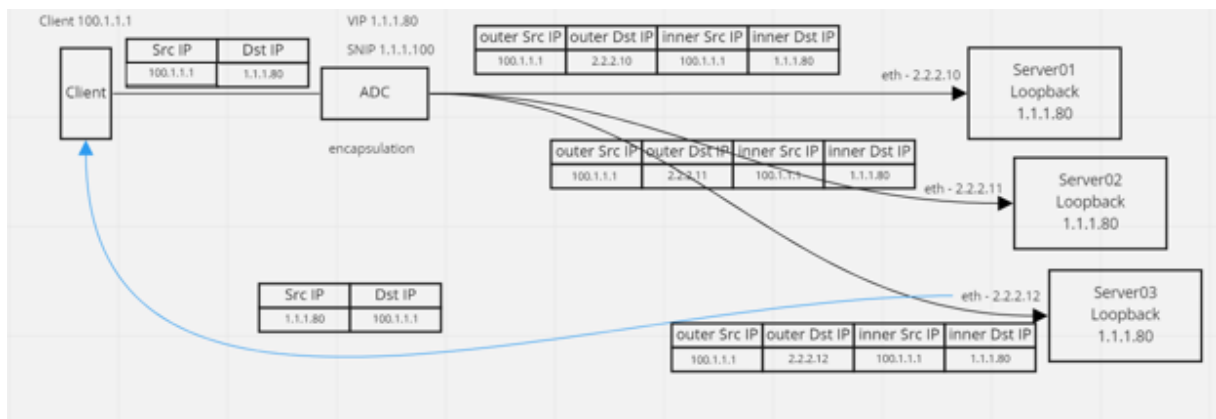 Client 100.1.1.1
VIP 1.1.1.80
SNIP 1.1.1.100
Src IP Dst IP
100.1.1.1 1.1.1.80
outer Src IP outer Dst IP inner Src IP inner Dst IP
100.1.1.1 2.2.2.10 100.1.1.1 1.1.1.80
Client
ADC
encapsulation
eth - 2.2.2.10
Server01
Loopback
1.1.1.80
outer Src IP outer Dst IP inner Src IP inner Dst IP
100.1.1.1 2.2.2.11 100.1.1.1 1.1.1.80
eth - 2.2.2.11
Server02
Loopback
1.1.1.80
Src IP Dst IP
1.1.1.80 100.1.1.1
eth - 2.2.2.12
Server03
Loopback
1.1.1.80
outer Src IP outer Dst IP inner Src IP inner Dst IP
100.1.1.1 2.2.2.12 100.1.1.1 1.1.1.80